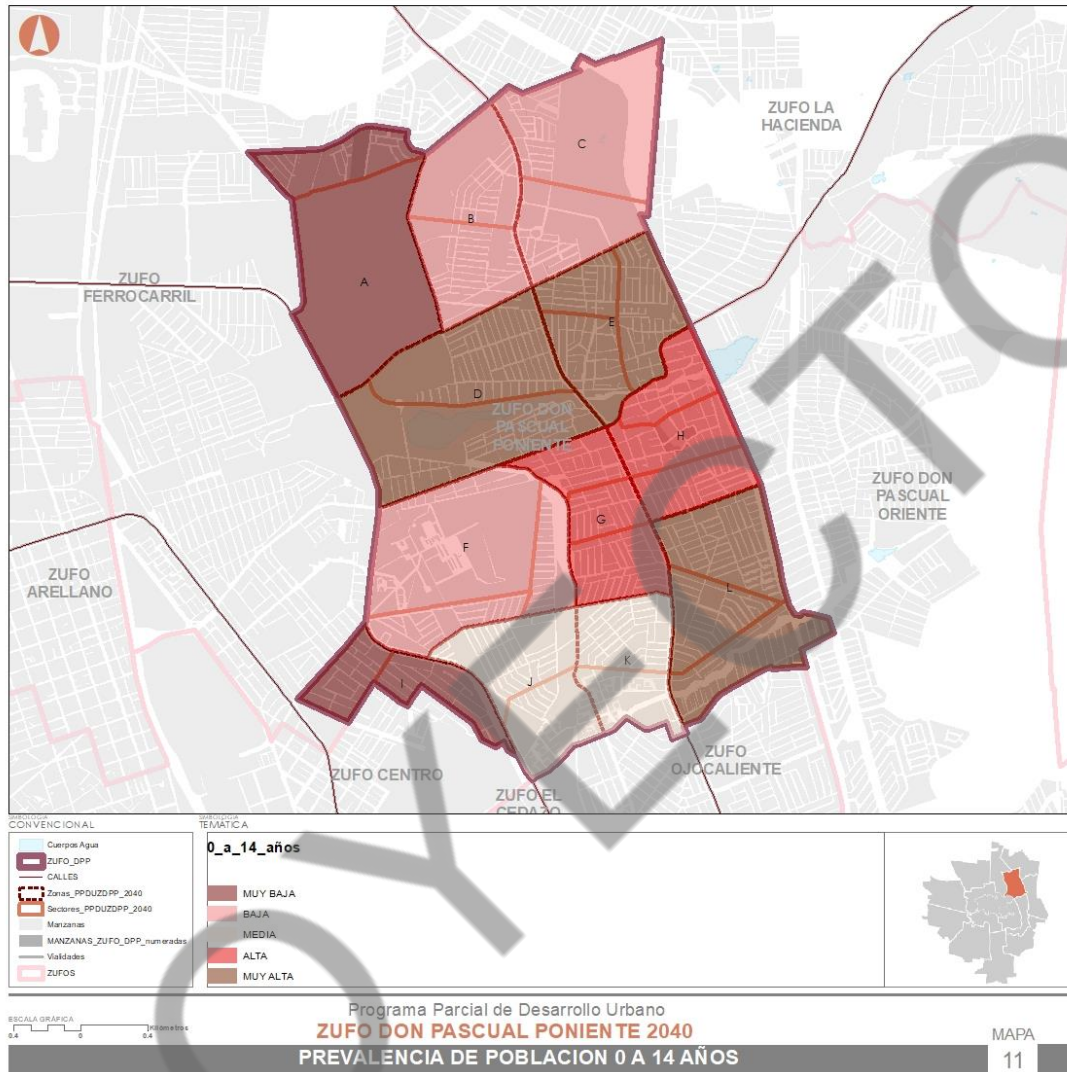 ZUFO LA
HACIENDA
C
B
ZUFO
FERROCARRIL
A
E
D
ZUFO DON
PASCUAL
PONIENTE
H
ZUFO DON
PASCUAL
ORIENTE
G
F
ZUFO
ARELLANO
L
K
J
I
ZUFO CENTRO
ZUFO
OJOCALIENTE
ZUFO EL
CEDAZO
PROYECTO
SIMBOLOGIA
CONVENCIONAL
Cuerpos Agua
ZUFO_DPP
CALLES
Zonas_PPDUZDPP_2040
Sectores_PPDUZDPP_2040
Manzanas
MANZANAS_ZUFO_DPP_numeradas
Vialidades
ZUFOS
SIMBOLOGIA
TEMÁTICA
0_a_14_años
MUY BAJA
BAJA
MEDIA
ALTA
MUY ALTA
ESCALA GRÁFICA
0.4 0 0.4
Kilómetros
Programa Parcial de Desarrollo Urbano
ZUFO DON PASCUAL PONIENTE 2040
PREVALENCIA DE POBLACION 0 A 14 AÑOS
MAPA
11